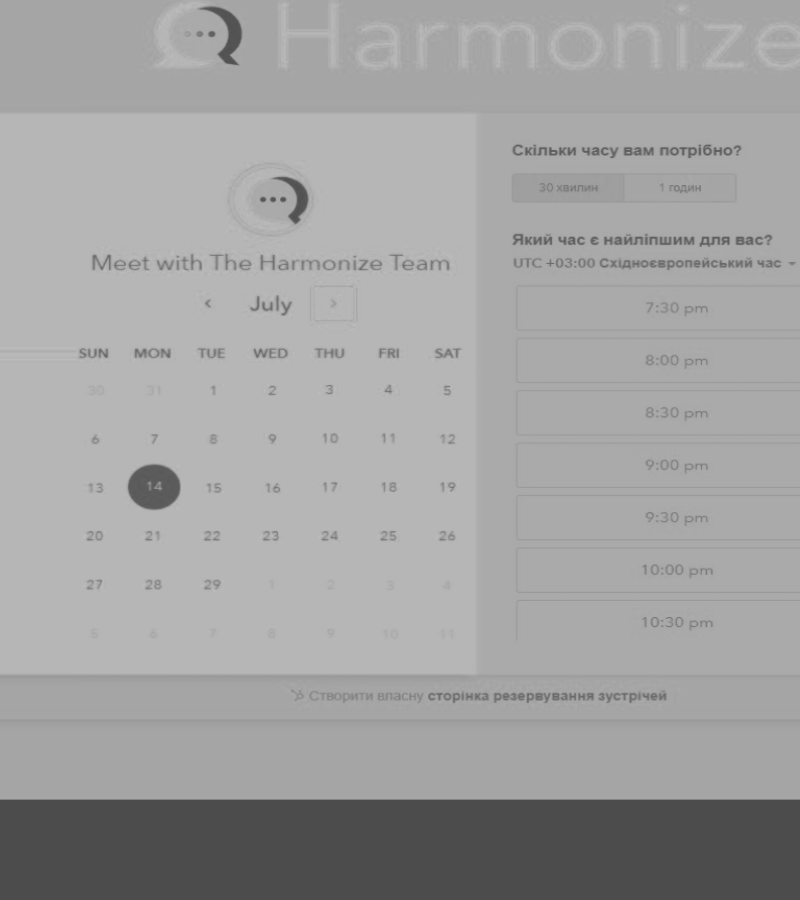 Harmonize
Meet with The Harmonize Team
July
SUN MON TUE WED THU FRI SAT
30 31 1 2 3 4 5
6 7 8 9 10 11 12
13 14 15 16 17 18 19
20 21 22 23 24 25 26
27 28 29 1 2 3 4
5 6 7 8 9 10 11
Скільки часу вам потрібно?
30 хвилин 1 годин
Який час є найліпшим для вас?
UTC +03:00 Східноєвропейський час
7:30 pm
8:00 pm
8:30 pm
9:00 pm
9:30 pm
10:00 pm
10:30 pm
Створити власну сторінка резервування зустрічей